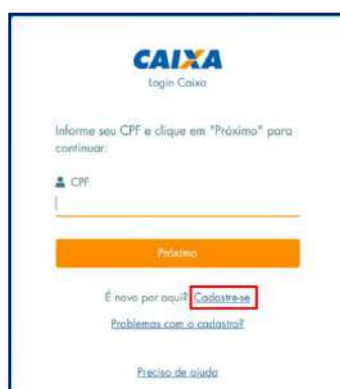 CAIXA
Login Caixa
Informe seu CPF e clique em "Próximo" para
continuar:
CPF
Próximo
É novo por aqui? Cadastre-se
Problemas com o cadastro?
Preciso de ajuda